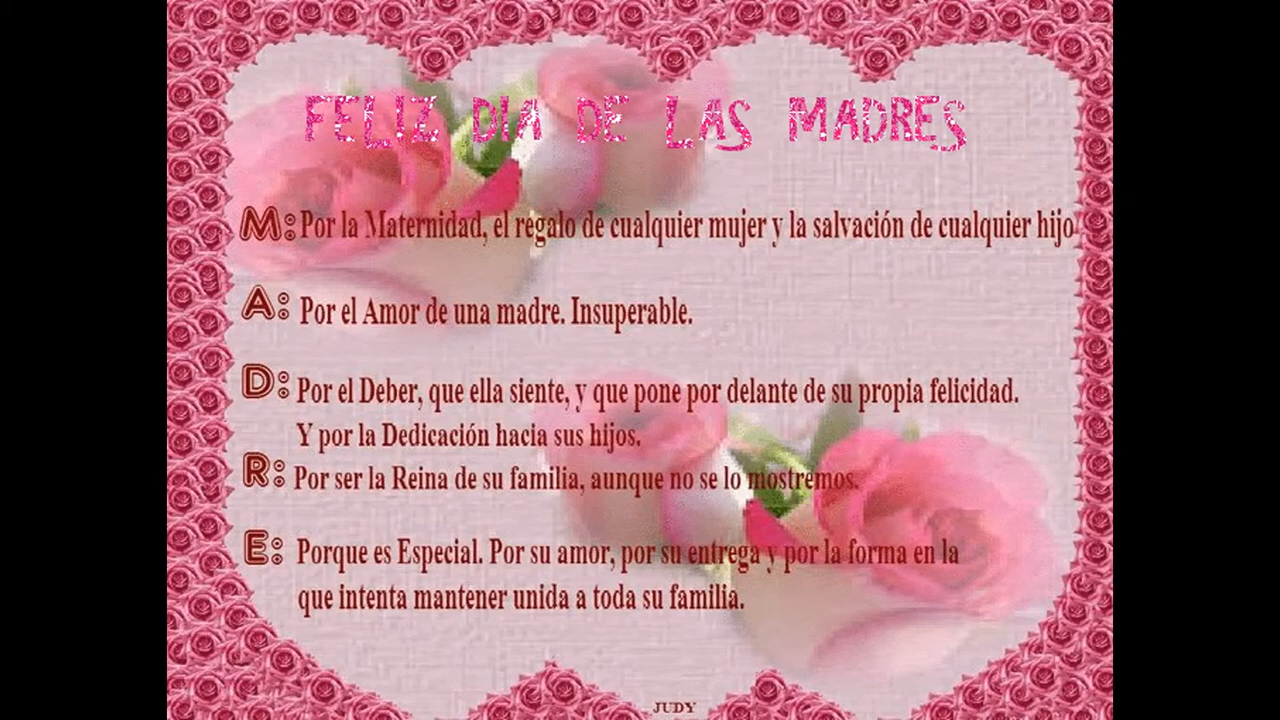 FELIZ DIA DE LAS MADRES
M: Por la Maternidad, el regalo de cualquier mujer y la salvación de cualquier hijo
A: Por el Amor de una madre. Insuperable.
D: Por el Deber, que ella siente, y que pone por delante de su propia felicidad.
Y por la Dedicación hacia sus hijos.
R: Por ser la Reina de su familia, aunque no se lo mostremos.
E: Porque es Especial. Por su amor, por su entrega y por la forma en la
que intenta mantener unida a toda su familia.
JUDY